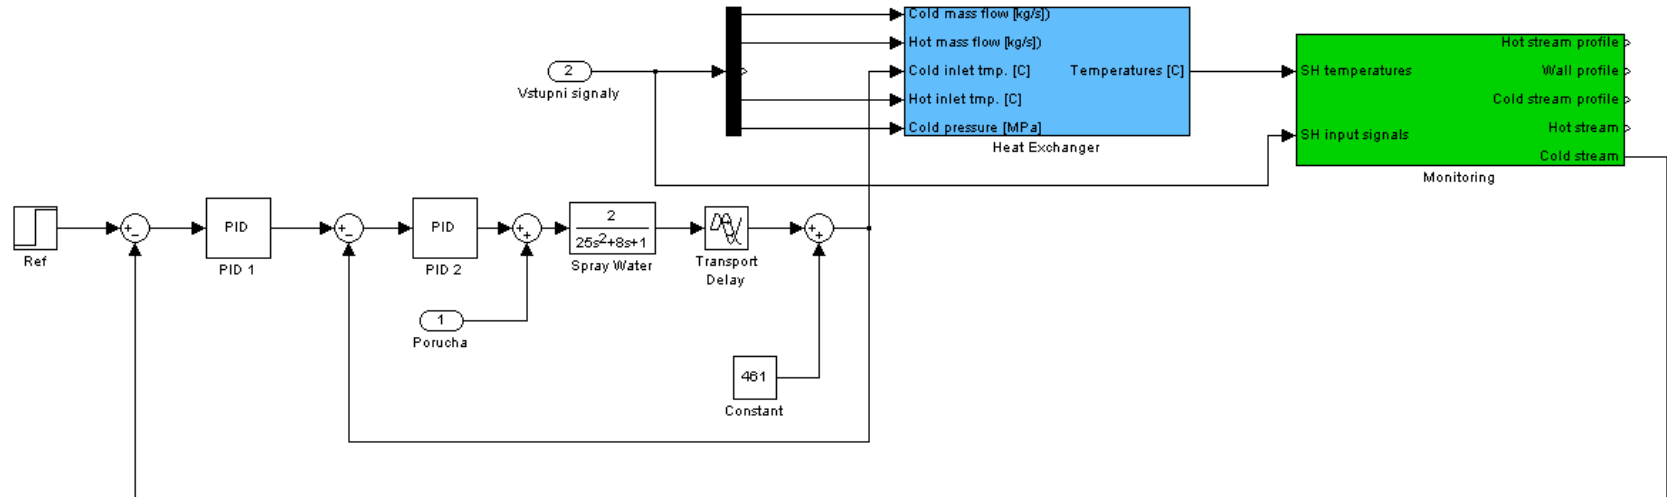 Cold mass flow [kg/s])
Hot mass flow [kg/s])
Cold inlet tmp. [C]
Hot inlet tmp. [C]
Cold pressure [MPa]
Temperatures [C]
Heat Exchanger
2
Vstupni signaly
SH temperatures
SH input signals
Hot stream profile
Wall profile
Cold stream profile
Hot stream
Cold stream
Monitoring
Ref
+
−
PID
PID 1
+
−
PID
PID 2
+
+
2
25s²+8s+1
Spray Water
Transport
Delay
+
+
1
Porucha
461
Constant